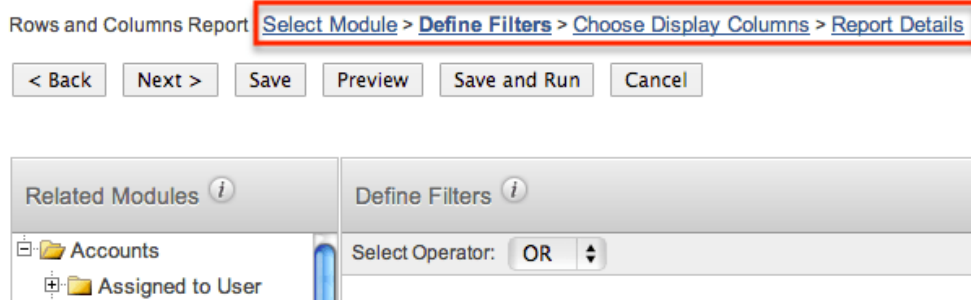 Rows and Columns Report Select Module > Define Filters > Choose Display Columns > Report Details
< Back Next > Save Preview Save and Run Cancel
Related Modules i Define Filters i
Accounts Select Operator: OR
Assigned to User